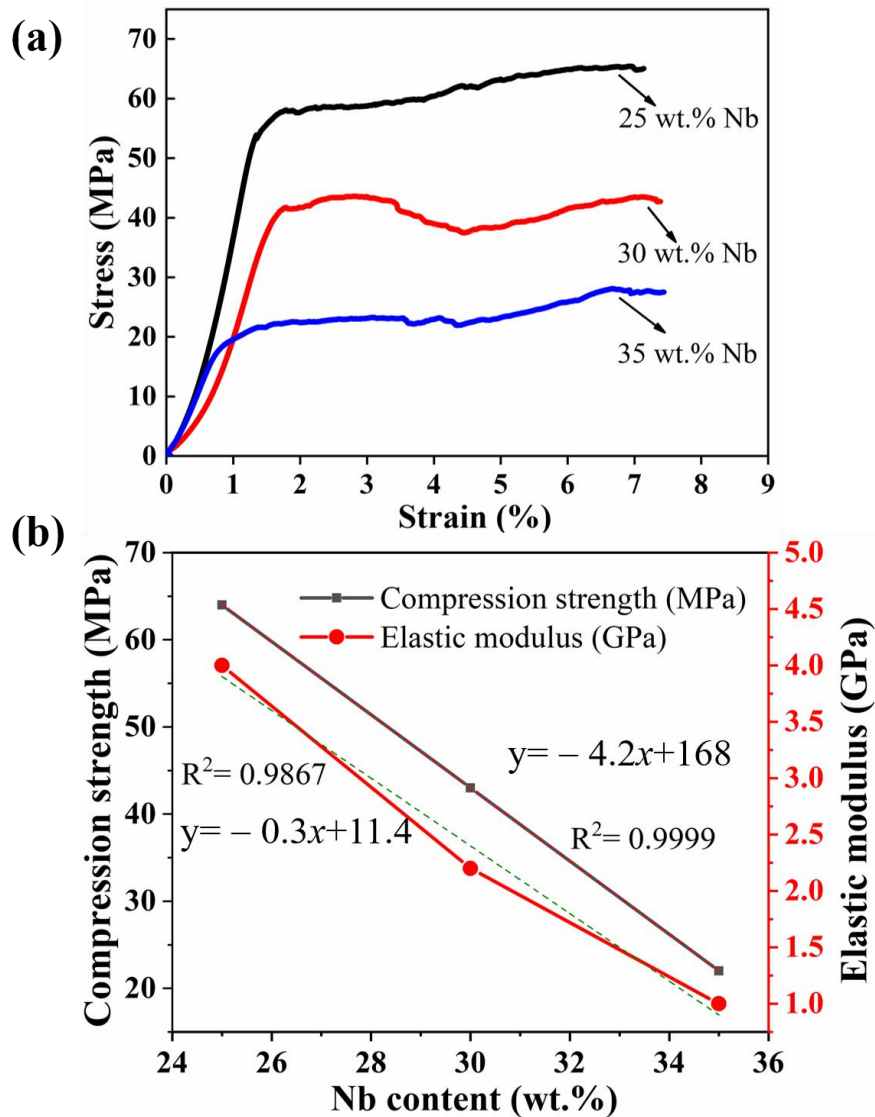 (a)
70
60
50
40
30
20
10
0
Stress (MPa)
25 wt.% Nb
30 wt.% Nb
35 wt.% Nb
0 1 2 3 4 5 6 7 8 9
Strain (%)
(b)
70
60
50
40
30
20
Compression strength (MPa)
Compression strength (MPa)
Elastic modulus (GPa)
y= – 4.2x+168
R²= 0.9867
y= – 0.3x+11.4
R²= 0.9999
5.0
4.5
4.0
3.5
3.0
2.5
2.0
1.5
1.0
Elastic modulus (GPa)
24 26 28 30 32 34 36
Nb content (wt.%)